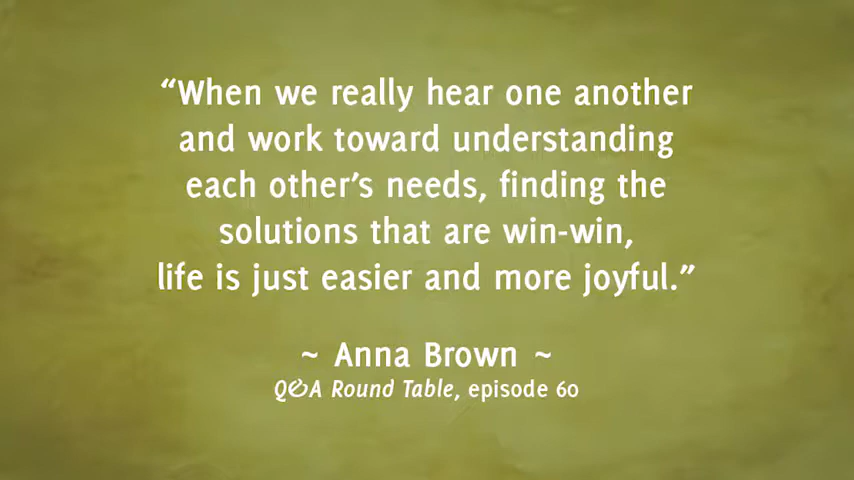 “When we really hear one another
and work toward understanding
each other’s needs, finding the
solutions that are win-win,
life is just easier and more joyful.”
~ Anna Brown ~
Q&A Round Table, episode 60